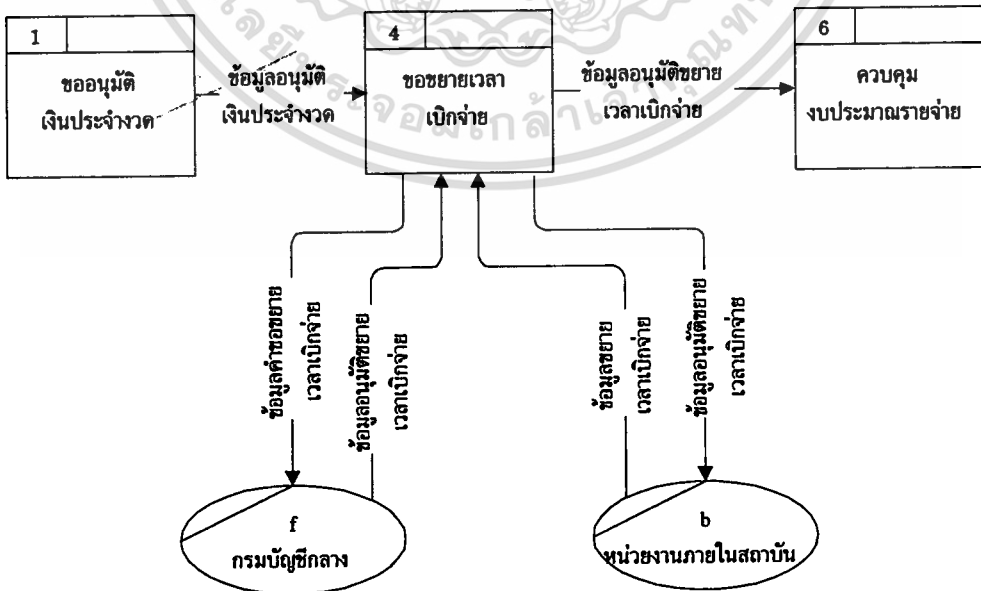 1
ขออนุมัติ
เงินประจำงวด
ข้อมูลอนุมัติ
เงินประจำงวด
4
ขอขยายเวลา
เบิกจ่าย
ข้อมูลอนุมัติขยาย
เวลาเบิกจ่าย
6
ควบคุม
งบประมาณรายจ่าย
ข้อมูลคำขอขยาย
เวลาเบิกจ่าย
ข้อมูลอนุมัติขยาย
เวลาเบิกจ่าย
ข้อมูลขยาย
เวลาเบิกจ่าย
ข้อมูลอนุมัติขยาย
เวลาเบิกจ่าย
f
กรมบัญชีกลาง
b
หน่วยงานภายในสถาบัน